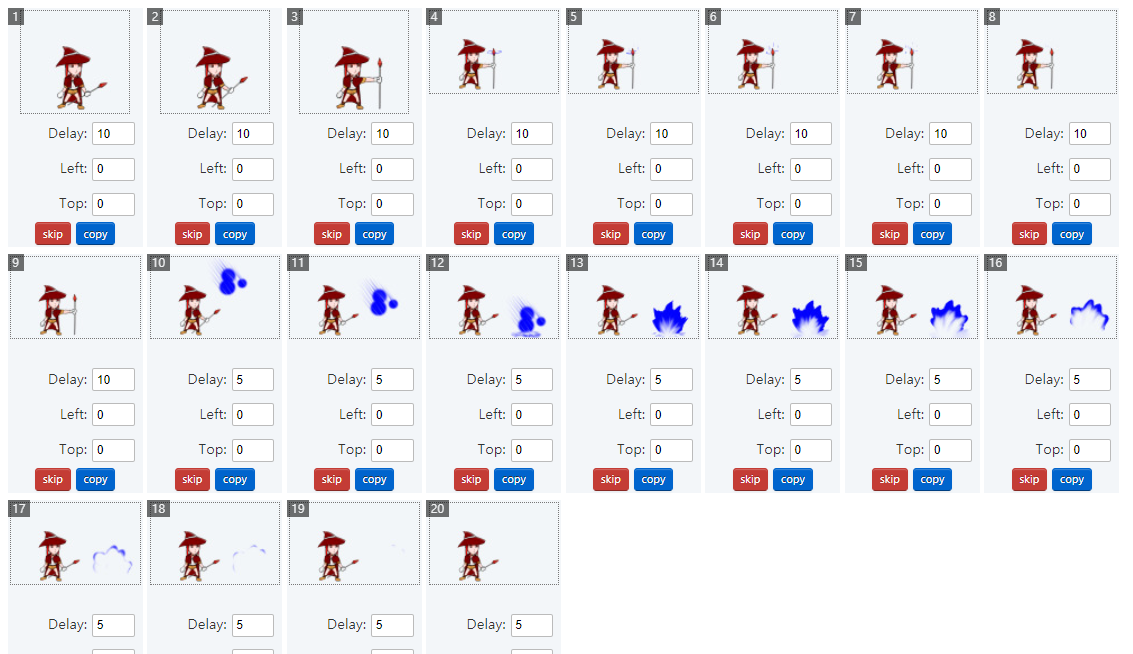 1 2 3 4 5 6 7 8
Delay: 10 Delay: 10 Delay: 10 Delay: 10 Delay: 10 Delay: 10 Delay: 10 Delay: 10
Left: 0 Left: 0 Left: 0 Left: 0 Left: 0 Left: 0 Left: 0 Left: 0
Top: 0 Top: 0 Top: 0 Top: 0 Top: 0 Top: 0 Top: 0 Top: 0
skip copy skip copy skip copy skip copy skip copy skip copy skip copy skip copy
9 10 11 12 13 14 15 16
Delay: 10 Delay: 5 Delay: 5 Delay: 5 Delay: 5 Delay: 5 Delay: 5 Delay: 5
Left: 0 Left: 0 Left: 0 Left: 0 Left: 0 Left: 0 Left: 0 Left: 0
Top: 0 Top: 0 Top: 0 Top: 0 Top: 0 Top: 0 Top: 0 Top: 0
skip copy skip copy skip copy skip copy skip copy skip copy skip copy skip copy
17 18 19 20
Delay: 5 Delay: 5 Delay: 5 Delay: 5